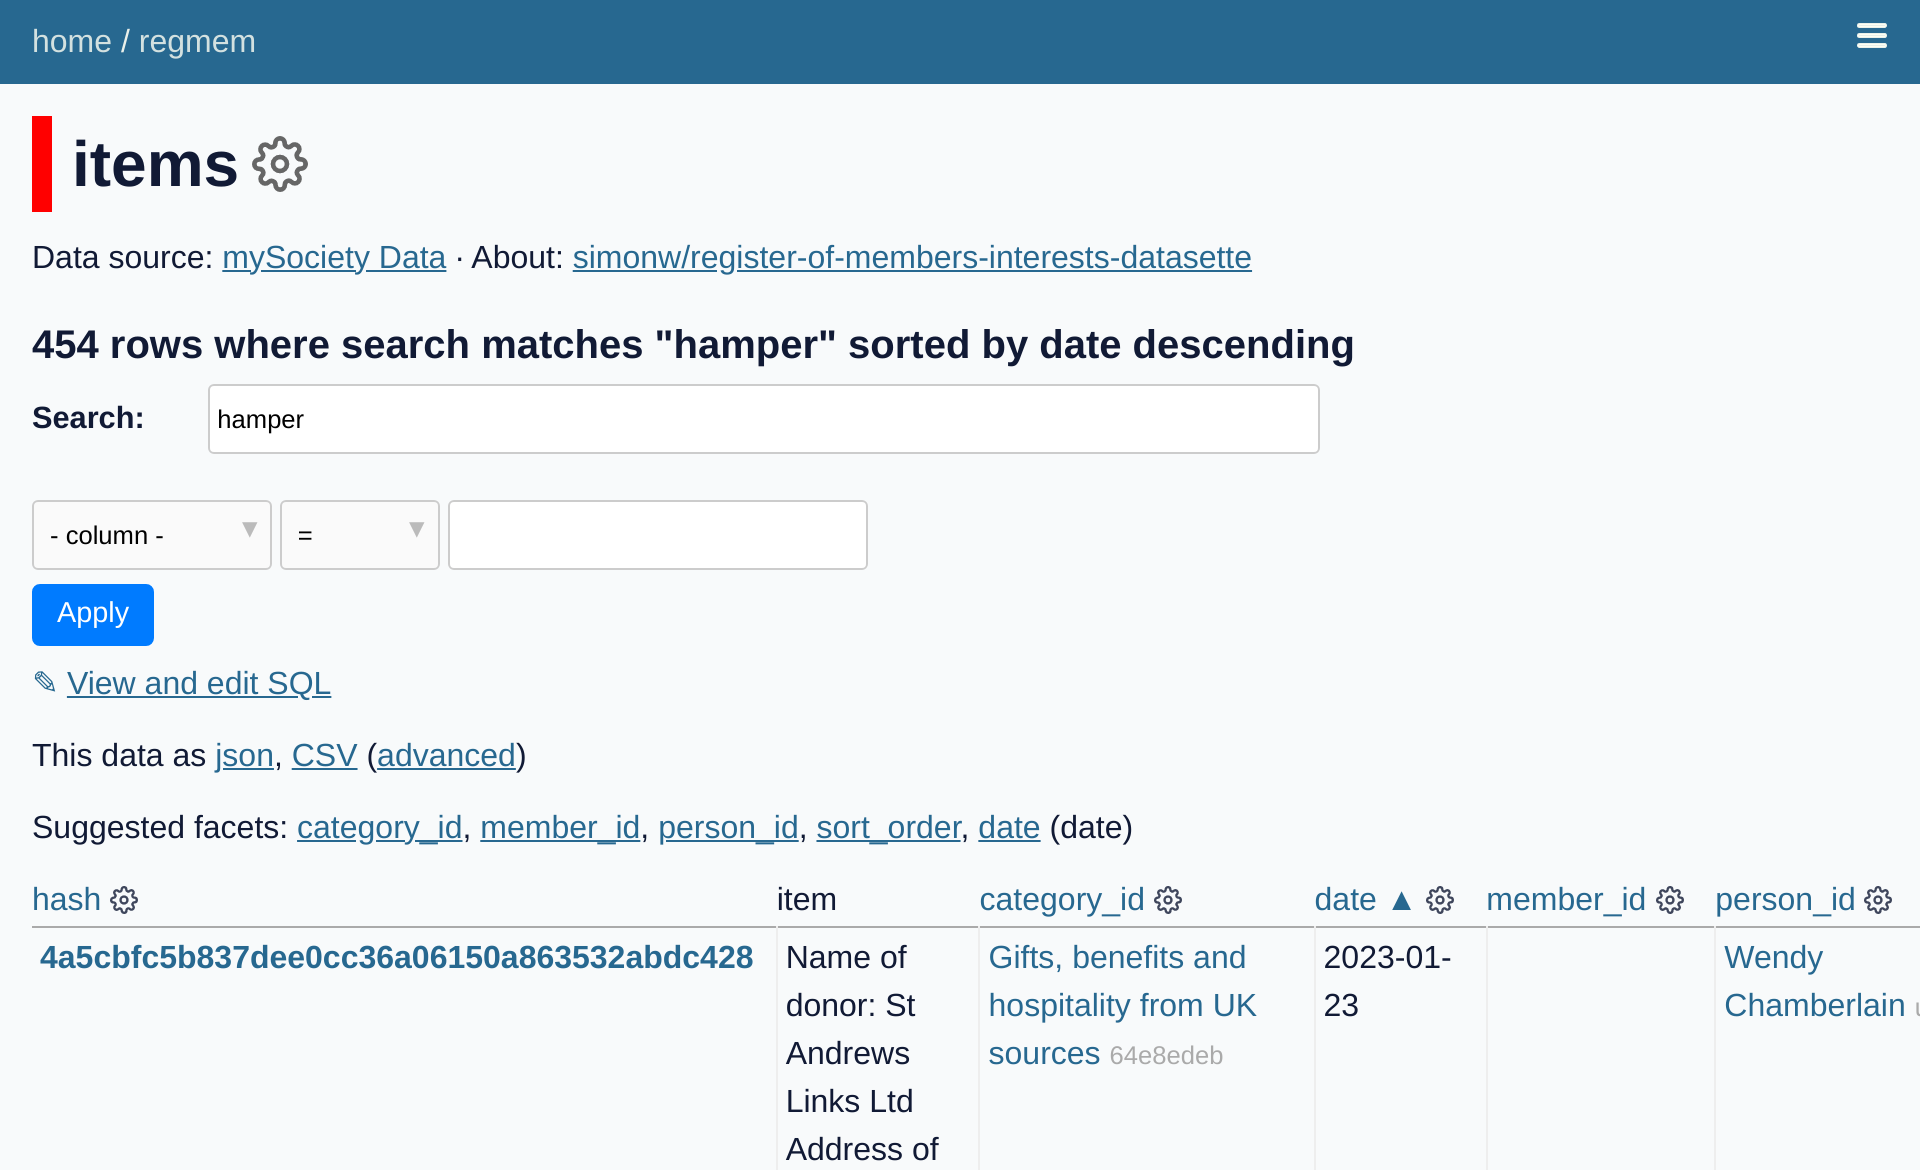 home / regmem
items
Data source: mySociety Data · About: simonw/register-of-members-interests-datasette
454 rows where search matches "hamper" sorted by date descending
Search: hamper
- column - ▼ = ▼
Apply
✎ View and edit SQL
This data as json, CSV (advanced)
Suggested facets: category_id, member_id, person_id, sort_order, date (date)
hash item category_id date ▲ member_id person_id
4a5cbfc5b837dee0cc36a06150a863532abdc428 Name of Gifts, benefits and 2023-01- Wendy
donor: St hospitality from UK 23 Chamberlain
Andrews sources 64e8edeb
Links Ltd
Address of